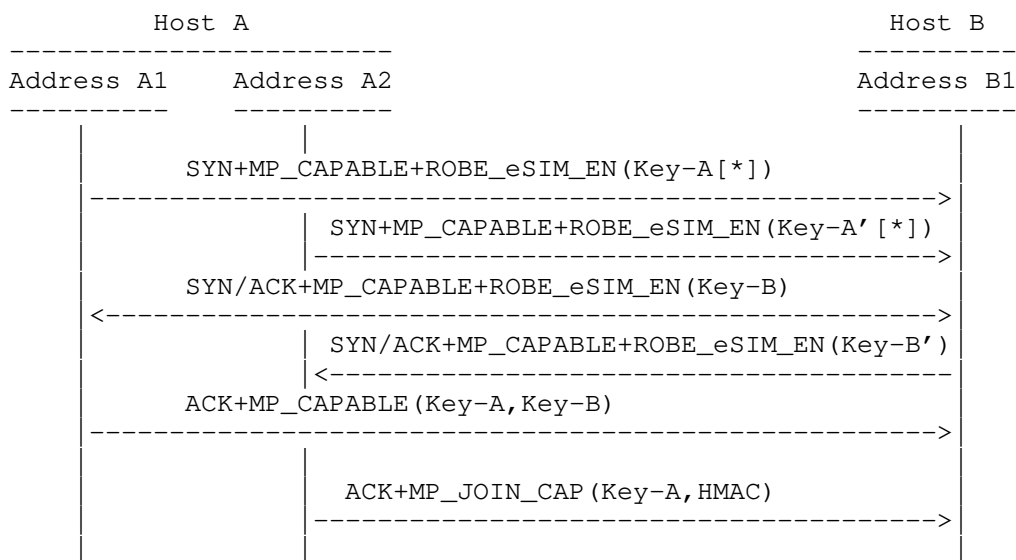 Host A Host B
Address A1 Address A2 Address B1
SYN+MP_CAPABLE+ROBE_eSIM_EN(Key-A[*])
SYN+MP_CAPABLE+ROBE_eSIM_EN(Key-A'[*])
SYN/ACK+MP_CAPABLE+ROBE_eSIM_EN(Key-B)
SYN/ACK+MP_CAPABLE+ROBE_eSIM_EN(Key-B')
ACK+MP_CAPABLE(Key-A,Key-B)
ACK+MP_JOIN_CAP(Key-A,HMAC)